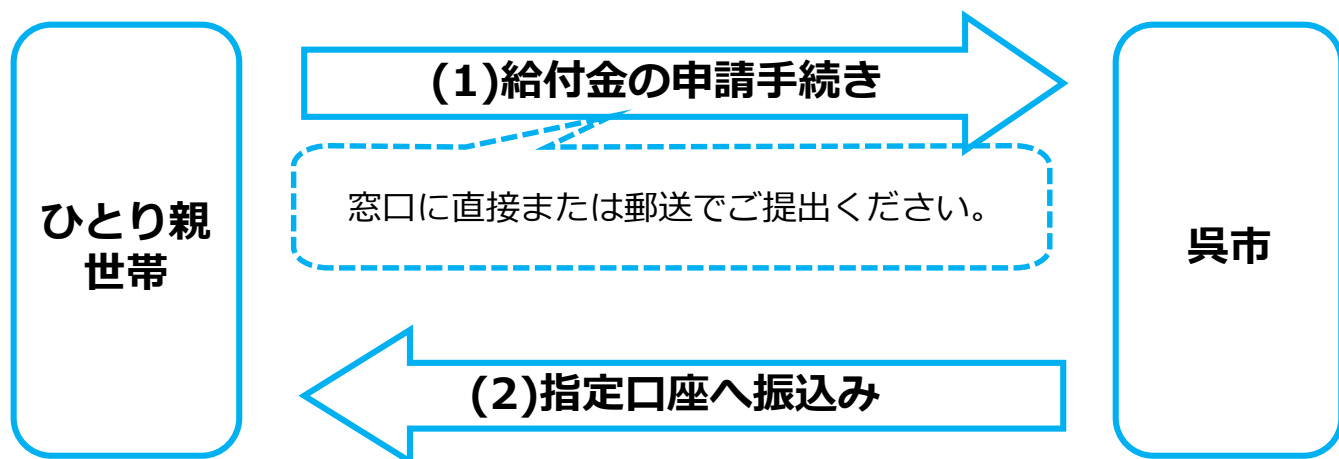 (1)給付金の申請手続き
窓口に直接または郵送でご提出ください。
ひとり親
世帯
呉市
(2)指定口座へ振込み